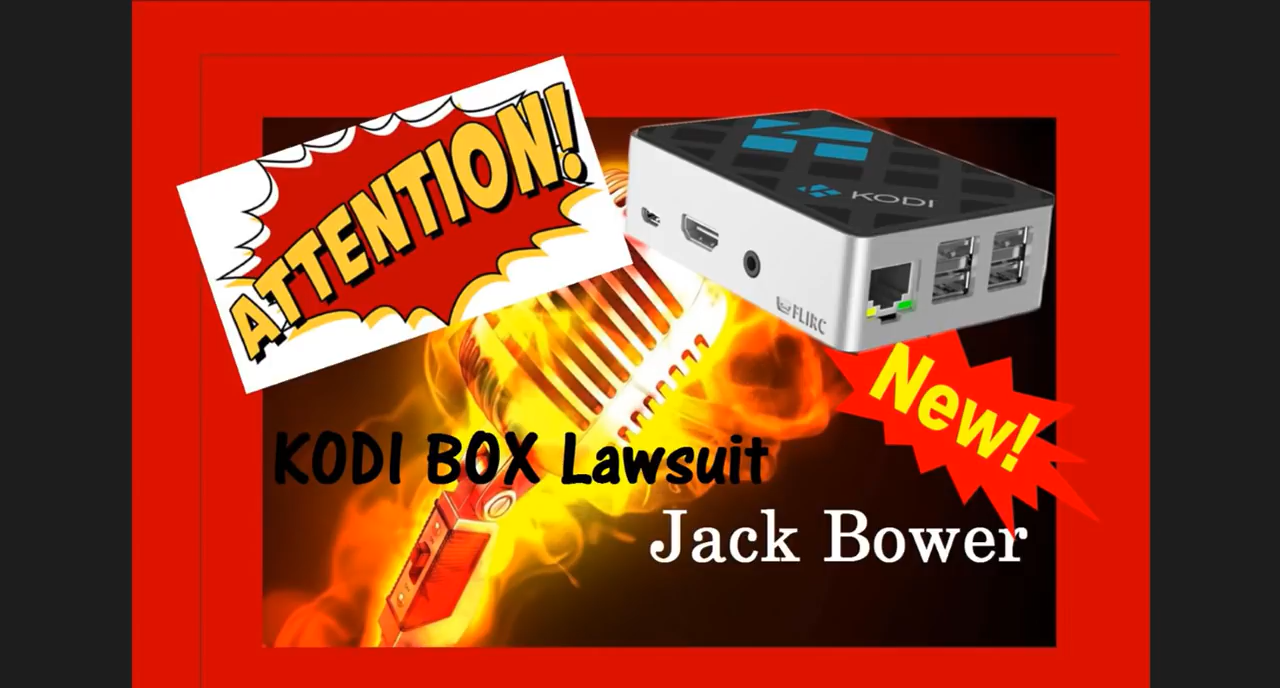 ATTENTION!
KODI
FLIRC
New!
KODI BOX Lawsuit
Jack Bower